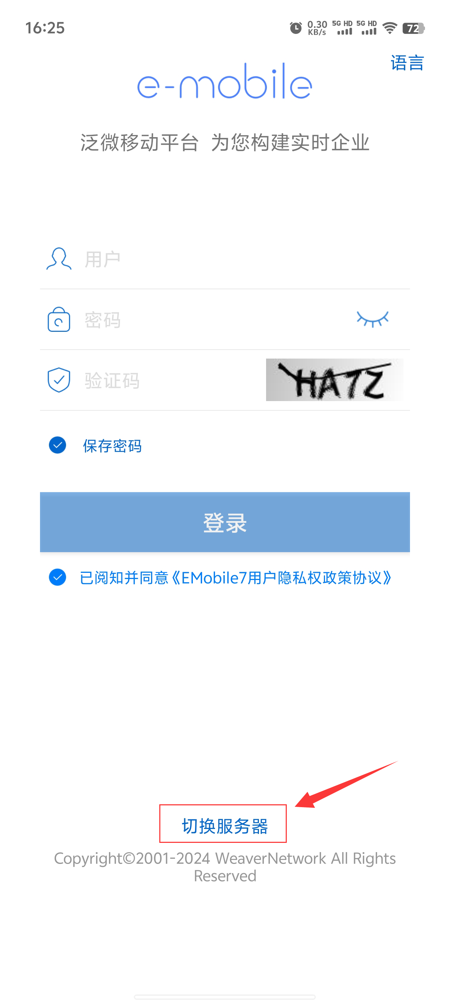 16:25
0.30 KB/s 5G HD 5G HD 72
语言
e-mobile
泛微移动平台 为您构建实时企业
用户
密码
验证码 HATZ
保存密码
登录
已阅知并同意《EMobile7用户隐私权政策协议》
切换服务器
Copyright©2001-2024 WeaverNetwork All Rights
Reserved